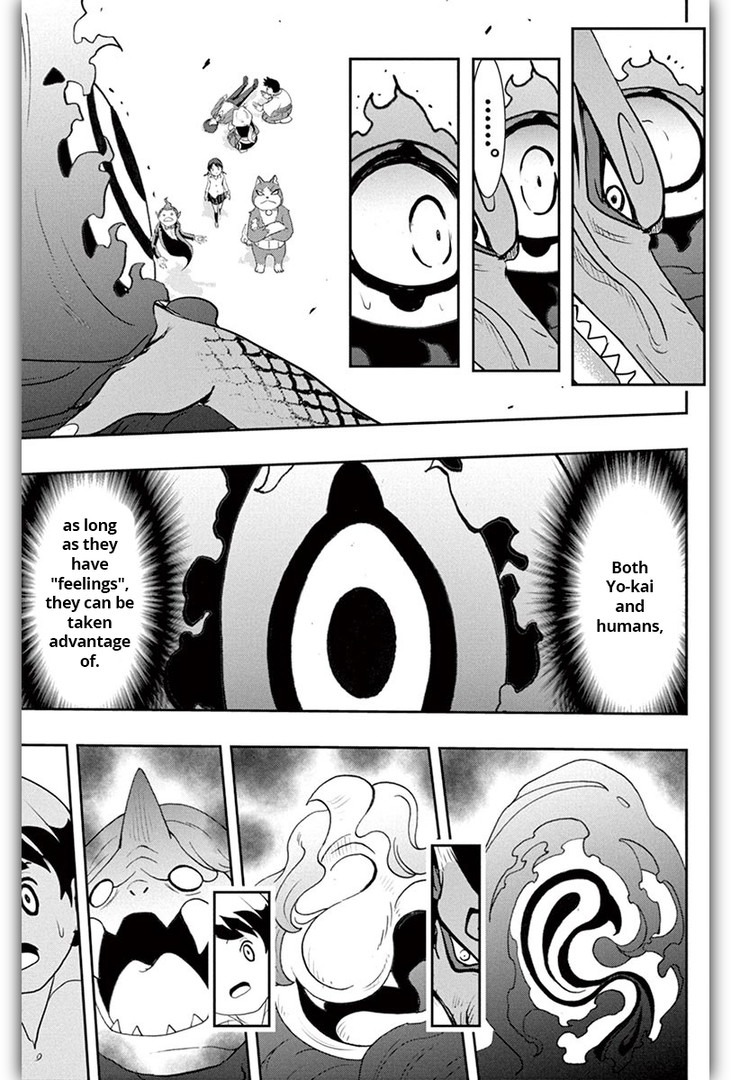 ......
Both
Yo-kai
and
humans,
as long
as they
have
"feelings",
they can be
taken
advantage
of.